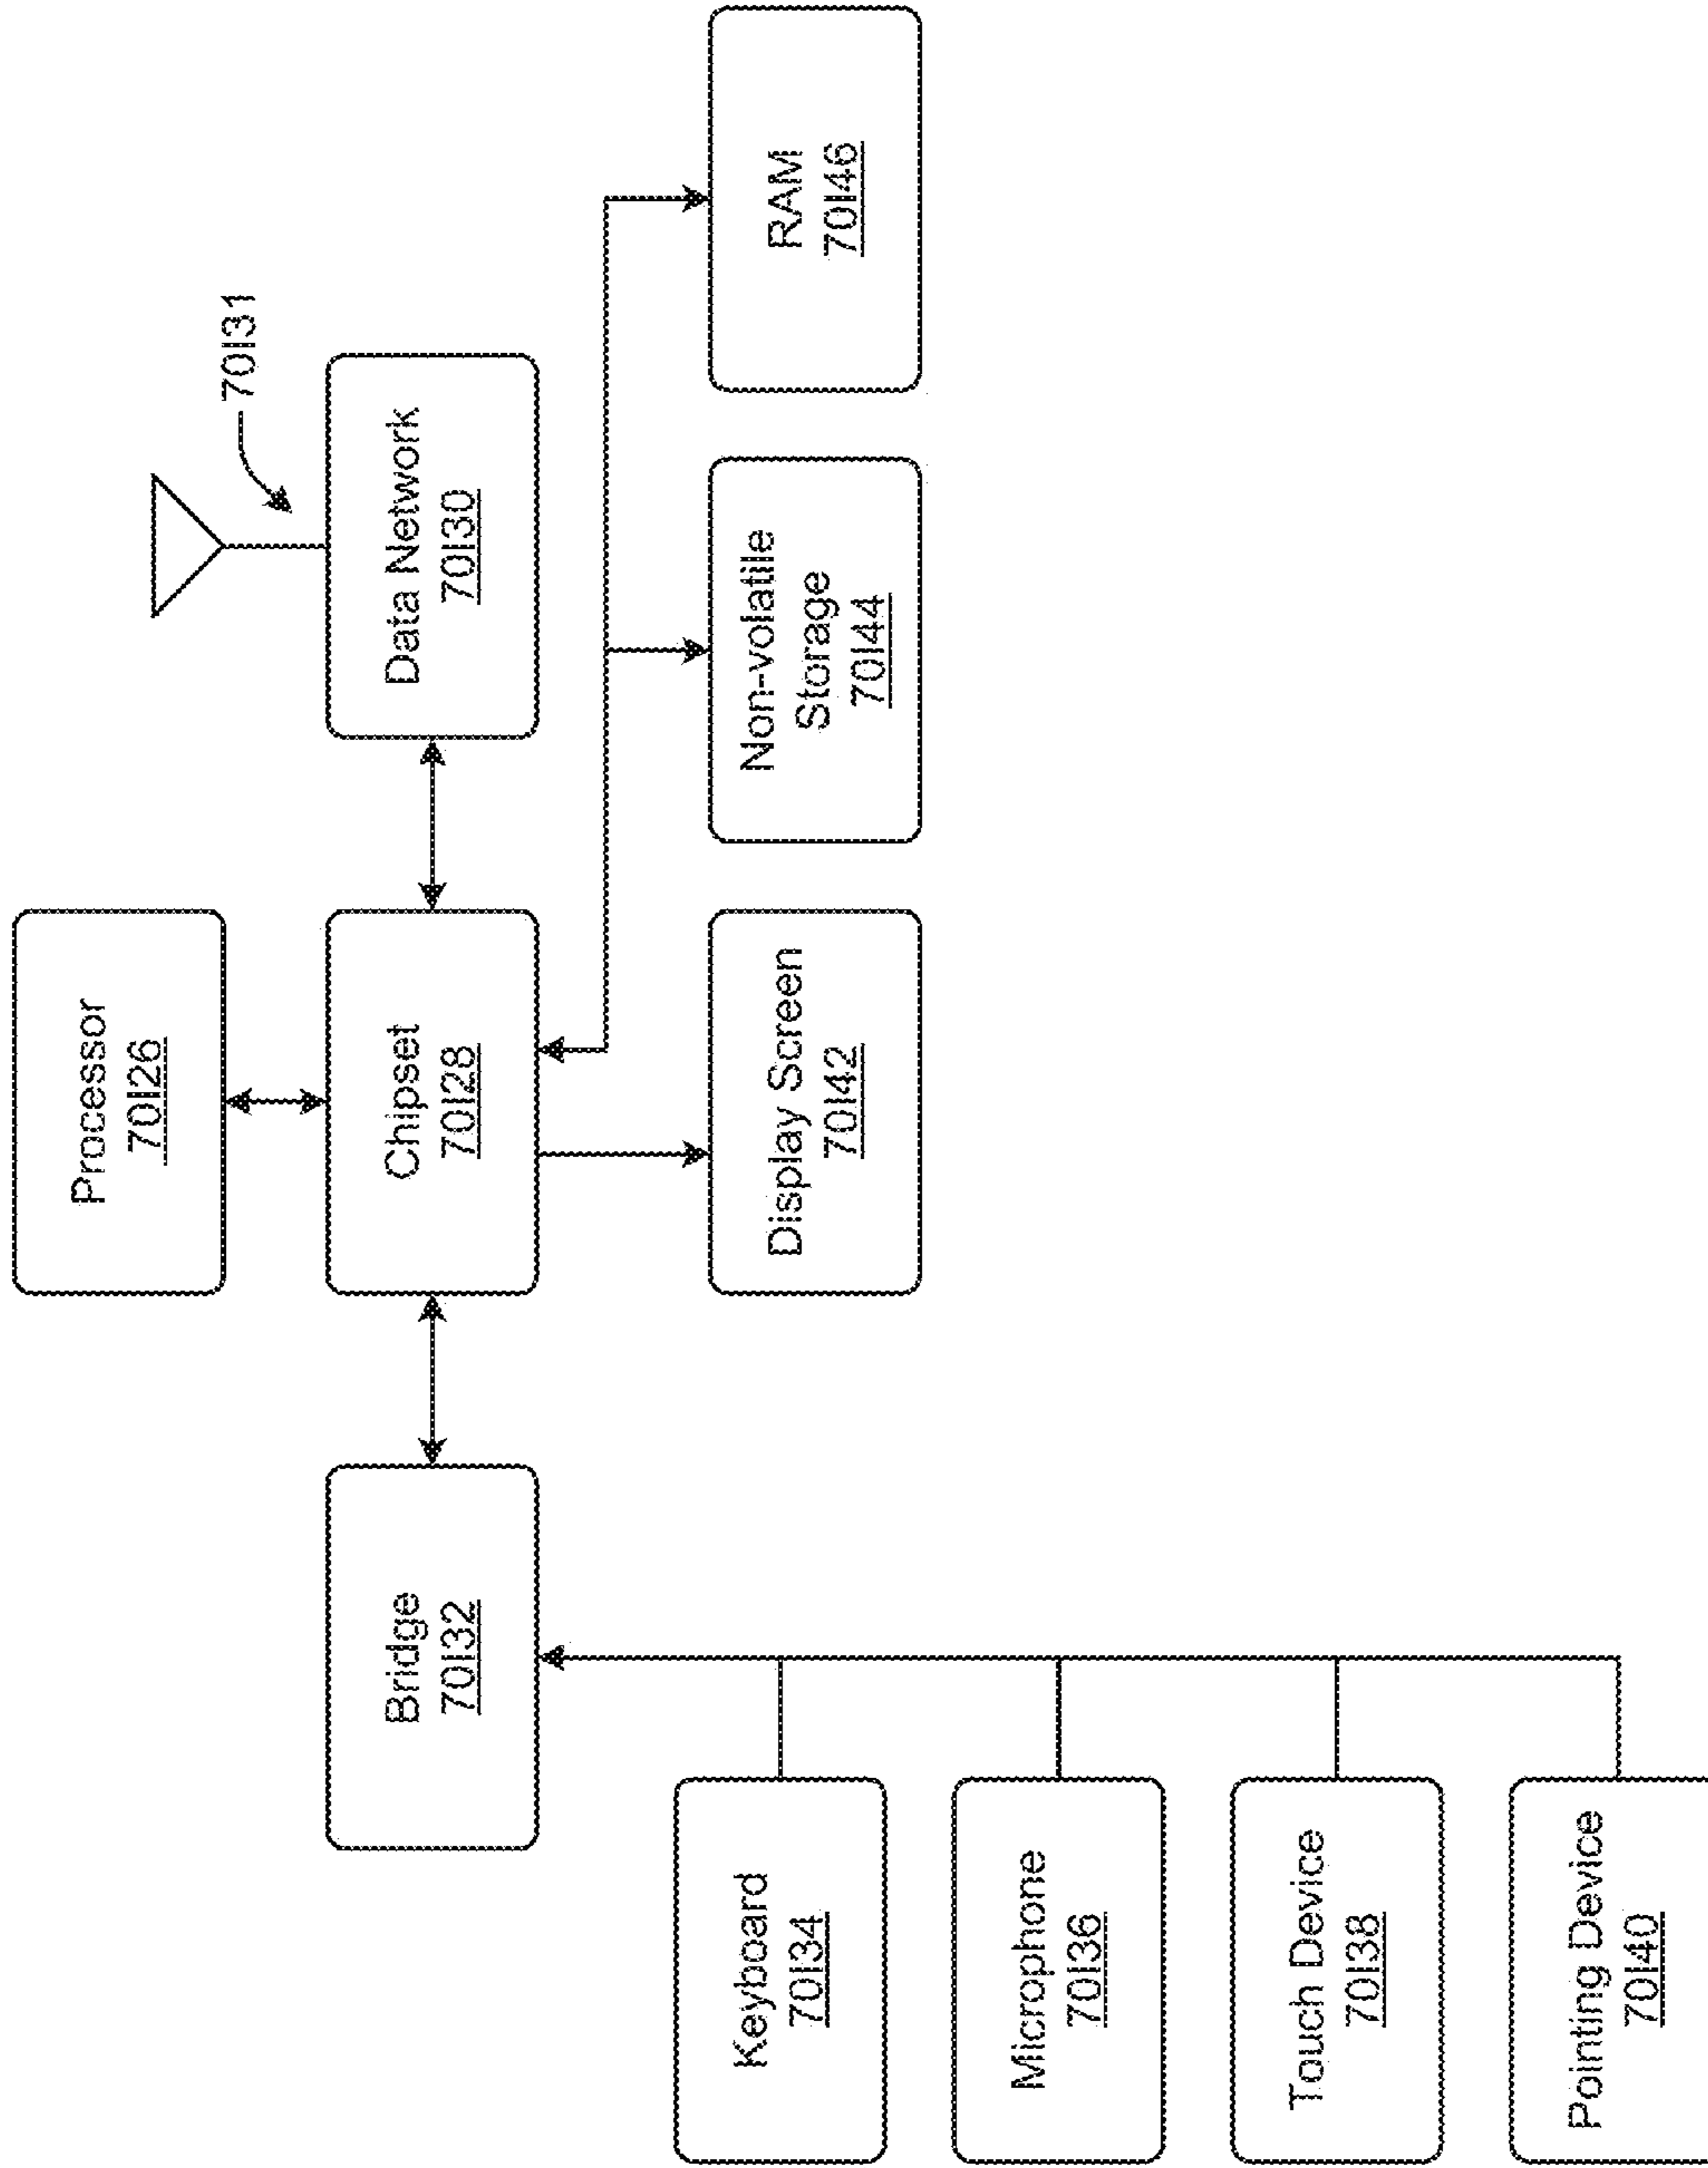 Processor
70I26
70I31
Bridge
70I32
Chipset
70I28
Data Network
70I30
Keyboard
70I34
Display Screen
70I42
Non-volatile
Storage
70I44
RAM
70I46
Microphone
70I36
Touch Device
70I38
Pointing Device
70I40